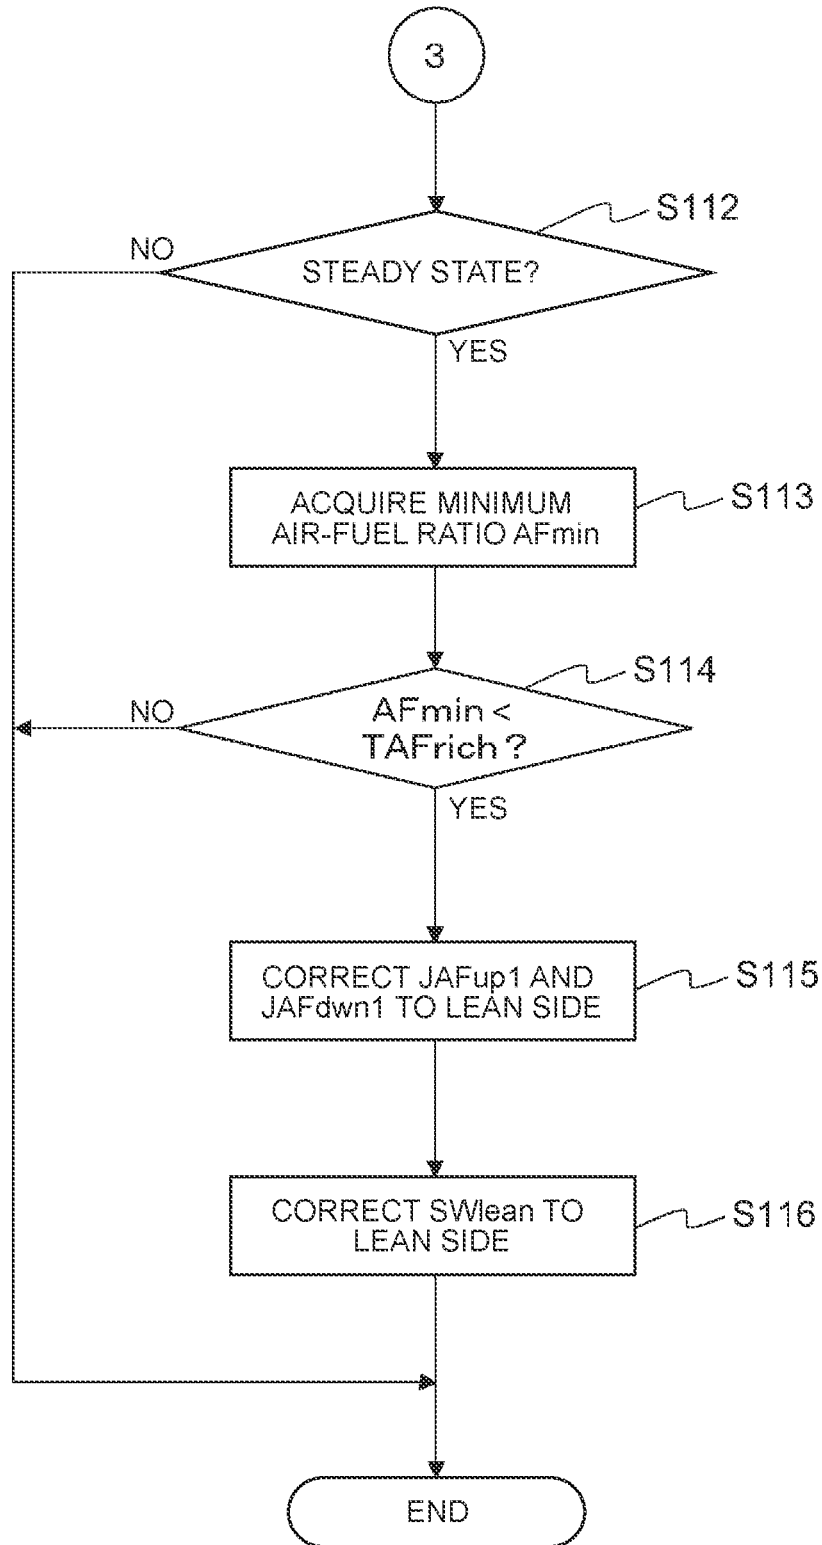 3
S112
NO
STEADY STATE?
YES
ACQUIRE MINIMUM
AIR-FUEL RATIO AFmin
S113
S114
NO
AFmin <
TAFrich ?
YES
CORRECT JAFup1 AND
JAFdwn1 TO LEAN SIDE
S115
CORRECT SWlean TO
LEAN SIDE
S116
END